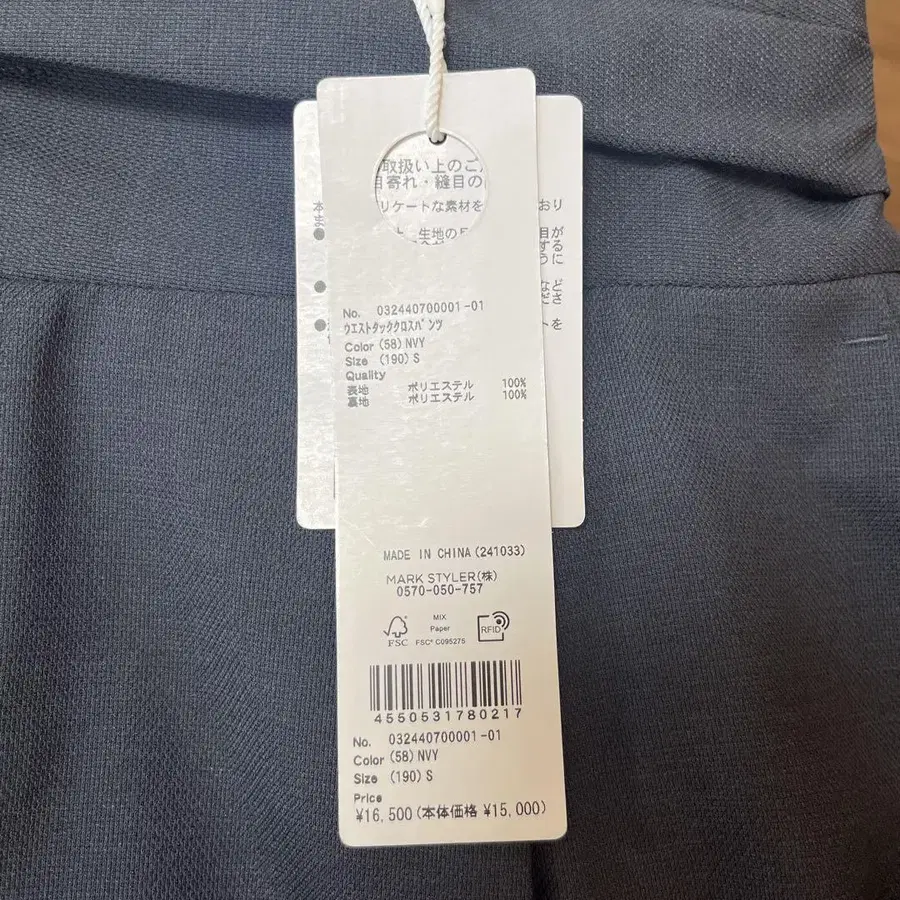 取扱い上のご
目寄れ・縫目の
本 リケートな素材を おり
ま
● 生地の 目が
する
うに
● など
ださ
● トを
No. 032440700001-01
ウエストタッククロスパンツ
Color (58) NVY
Size (190) S
Quality
表地 ポリエステル 100%
裏地 ポリエステル 100%
MADE IN CHINA (241033)
MARK STYLER(株)
0570-050-757
FSC
MIX
Paper
FSC® C095275
RFID
4550531780217
No. 032440700001-01
Color (58) NVY
Size (190) S
Price
¥16,500 (本体価格 ¥15,000)